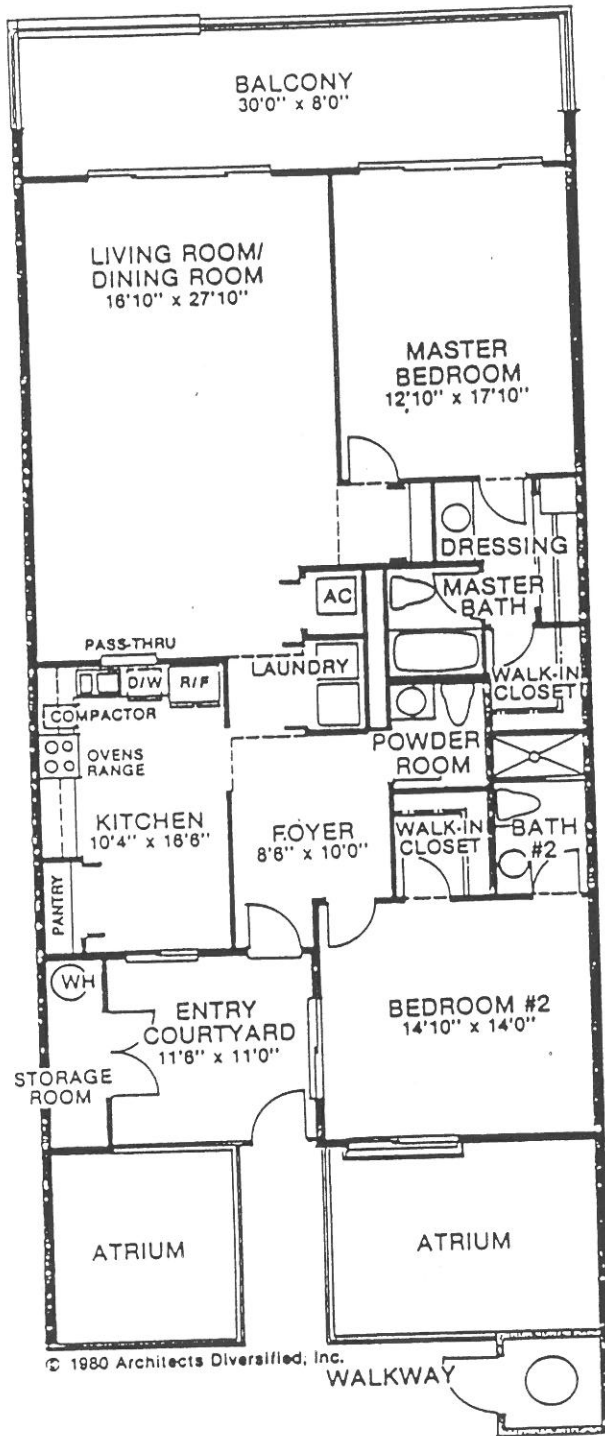 BALCONY
30'0" x 8'0"
LIVING ROOM/
DINING ROOM
16'10" x 27'10"
MASTER
BEDROOM
12'10" x 17'10"
DRESSING
AC
MASTER
BATH
PASS-THRU
LAUNDRY
D/W
R/F
WALK-IN
CLOSET
COMPACTOR
OVENS
RANGE
POWDER
ROOM
KITCHEN
10'4" x 16'6"
FOYER
8'6" x 10'0"
WALK-IN
CLOSET
BATH
#2
PANTRY
WH
ENTRY
COURTYARD
11'6" x 11'0"
BEDROOM #2
14'10" x 14'0"
STORAGE
ROOM
ATRIUM
ATRIUM
© 1980 Architects Diversified, Inc.
WALKWAY